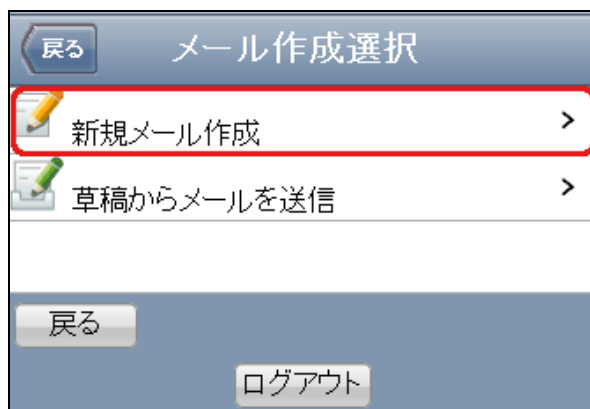 戻る メール作成選択
新規メール作成 >
草稿からメールを送信 >
戻る
ログアウト